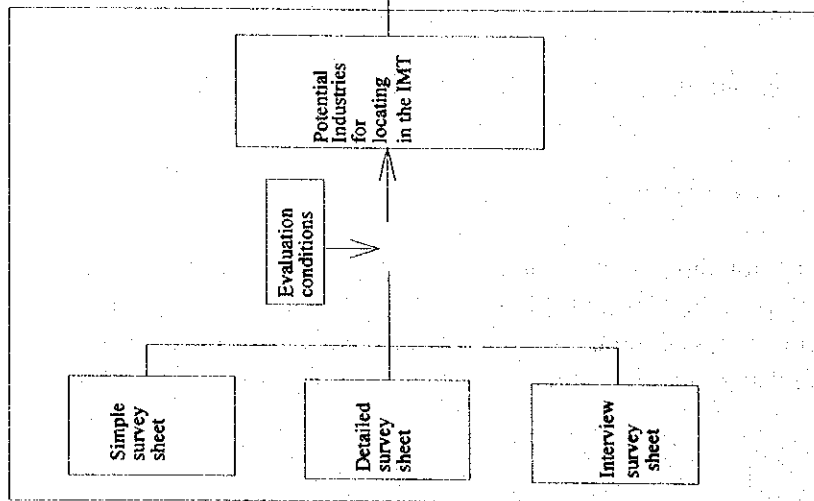 Simple
survey
sheet
Detailed
survey
sheet
Interview
survey
sheet
Evaluation
conditions
Potential
Industries
for
locating
in the IMT